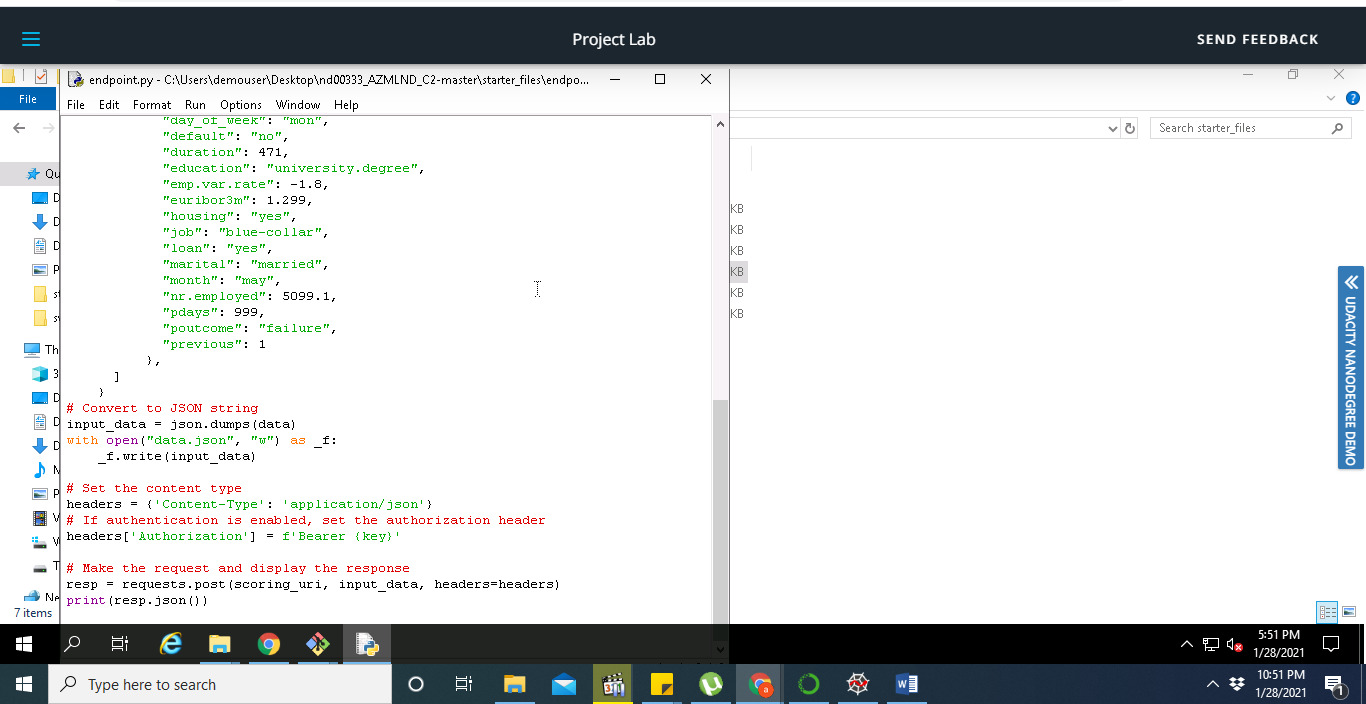 Project Lab
SEND FEEDBACK
endpoint.py - C:\Users\demouser\Desktop\nd00333_AZMLND_C2-master\starter_files\endpo...
File
File Edit Format Run Options Window Help
"day_of_week": "mon",
"default": "no",
"duration": 471,
"education": "university.degree",
"emp.var.rate": -1.8,
"euribor3m": 1.299,
"housing": "yes",
"job": "blue-collar",
"loan": "yes",
"marital": "married",
"month": "may",
"nr.employed": 5099.1,
"pdays": 999,
"poutcome": "failure",
"previous": 1
},
]
}
# Convert to JSON string
input_data = json.dumps(data)
with open("data.json", "w") as _f:
_f.write(input_data)
# Set the content type
headers = {'Content-Type': 'application/json'}
# If authentication is enabled, set the authorization header
headers['Authorization'] = f'Bearer {key}'
# Make the request and display the response
resp = requests.post(scoring_uri, input_data, headers=headers)
print(resp.json())
Search starter_files
Qu
D
D
D
P
st
sv
Th
3
D
D
D
M
P
V
W
T
Ne
7 items
KB
KB
KB
KB
KB
KB
UDACITY NANODEGREE DEMO
5:51 PM
1/28/2021
Type here to search
10:51 PM
1/28/2021
1